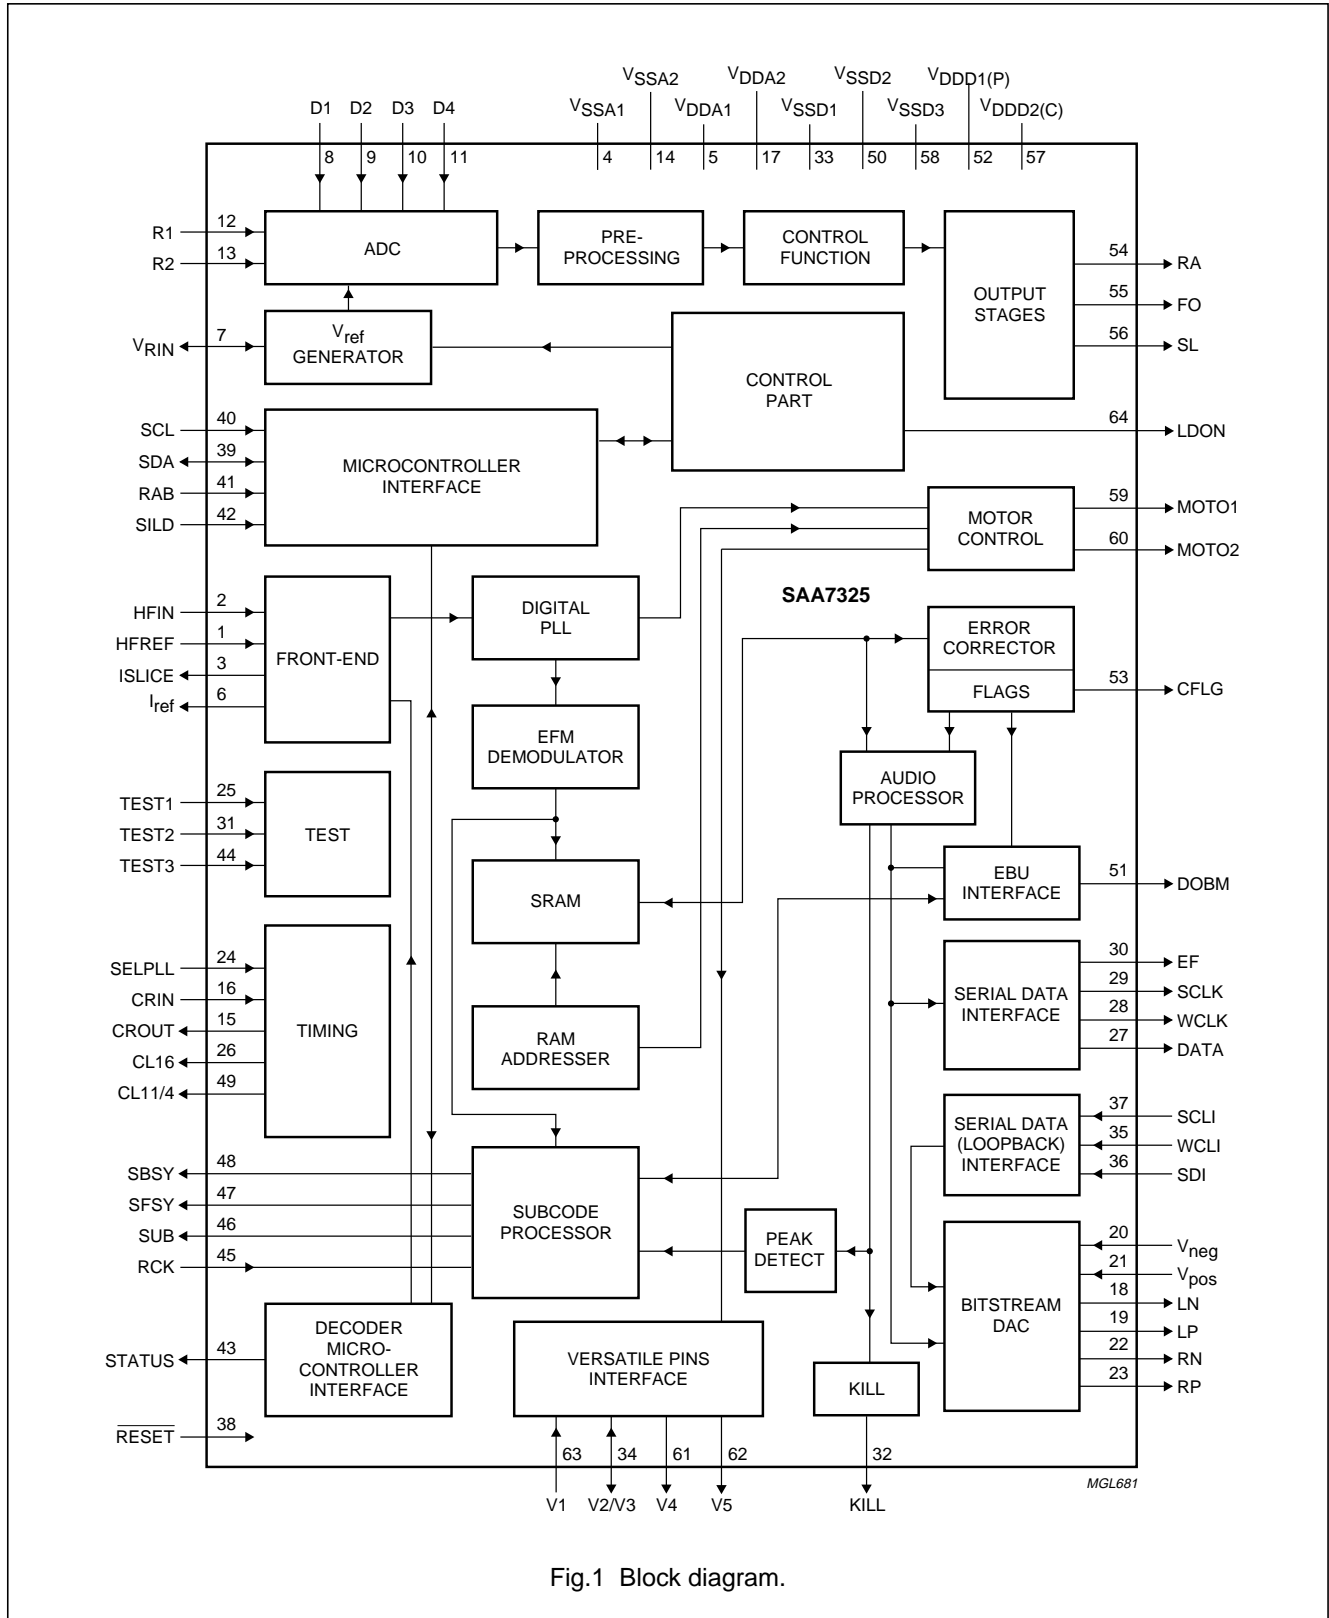 VSSA1
VSSA2
VDDA1
VDDA2
VSSD1
VSSD2
VSSD3
VDDD1(P)
VDDD2(C)
D1 D2 D3 D4
8 9 10 11
4 14 5 17 33 50 58 52 57
R1 12
R2 13
ADC
PRE-
PROCESSING
CONTROL
FUNCTION
OUTPUT
STAGES
54 RA
55 FO
56 SL
VRIN 7
Vref
GENERATOR
CONTROL
PART
64 LDON
SCL 40
SDA 39
RAB 41
SILD 42
MICROCONTROLLER
INTERFACE
MOTOR
CONTROL
59 MOTO1
60 MOTO2
SAA7325
HFIN 2
HFREF 1
ISLICE 3
Iref 6
FRONT-END
DIGITAL
PLL
ERROR
CORRECTOR
FLAGS
53 CFLG
EFM
DEMODULATOR
AUDIO
PROCESSOR
TEST1 25
TEST2 31
TEST3 44
TEST
SRAM
EBU
INTERFACE
51 DOBM
SELPLL 24
CRIN 16
CROUT 15
CL16 26
CL11/4 49
TIMING
RAM
ADDRESSER
SERIAL DATA
INTERFACE
30 EF
29 SCLK
28 WCLK
27 DATA
SERIAL DATA
(LOOPBACK)
INTERFACE
37 SCLI
35 WCLI
36 SDI
SBSY 48
SFSY 47
SUB 46
RCK 45
SUBCODE
PROCESSOR
PEAK
DETECT
BITSTREAM
DAC
20 Vneg
21 Vpos
18 LN
19 LP
22 RN
23 RP
STATUS 43
DECODER
MICRO-
CONTROLLER
INTERFACE
VERSATILE PINS
INTERFACE
KILL
RESET 38
63 34 61 62 32
V1 V2/V3 V4 V5 KILL
MGL681
Fig.1 Block diagram.